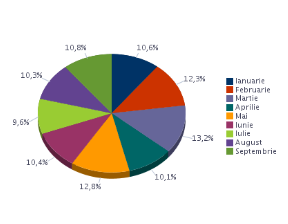 10,8%
10,6%
10,3%
12,3%
9,6%
13,2%
10,4%
12,8%
10,1%
Ianuarie
Februarie
Martie
Aprilie
Mai
Iunie
Iulie
August
Septembrie